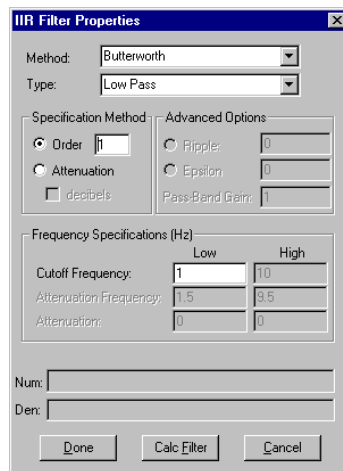 IIR Filter Properties
Method: Butterworth
Type: Low Pass
Specification Method
Order 1
Attenuation
decibels
Advanced Options
Ripple: 0
Epsilon 0
Pass-Band Gain: 1
Frequency Specifications (Hz)
Low High
Cutoff Frequency: 1 10
Attenuation Frequency: 1.5 9.5
Attenuation: 0 0
Num:
Den:
Done Calc Filter Cancel